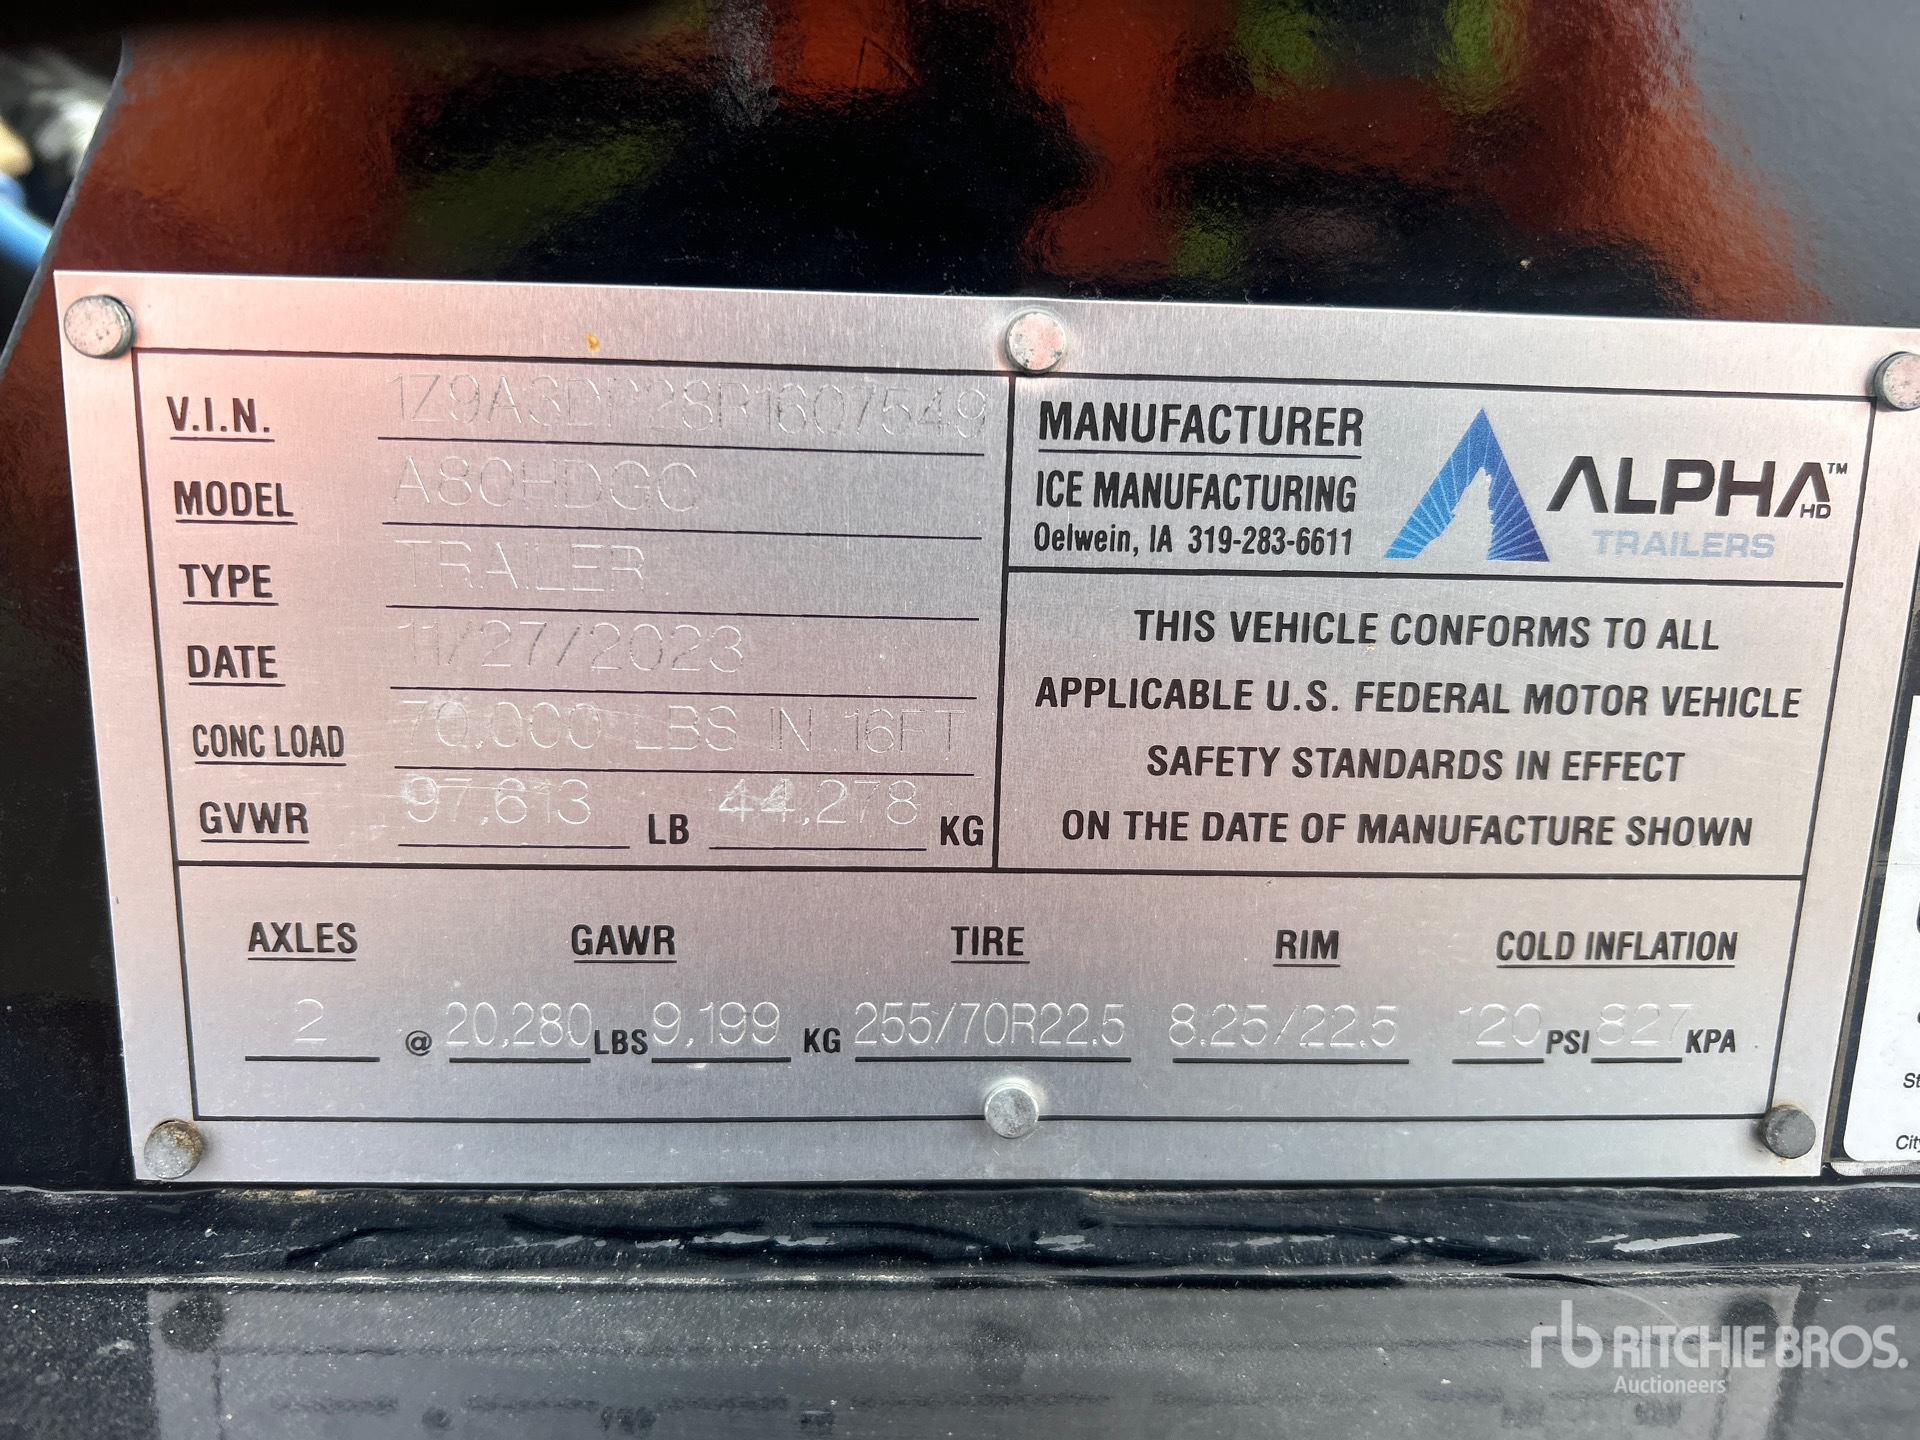 V.I.N. 1Z9A3DP28R1607549
MODEL A80HDGC
TYPE TRAILER
DATE 11/27/2023
CONC LOAD 70,000 LBS IN 16FT
GVWR 97,613 LB 44,278 KG
MANUFACTURER
ICE MANUFACTURING
Oelwein, IA 319-283-6611
ALPHA™
HD
TRAILERS
THIS VEHICLE CONFORMS TO ALL
APPLICABLE U.S. FEDERAL MOTOR VEHICLE
SAFETY STANDARDS IN EFFECT
ON THE DATE OF MANUFACTURE SHOWN
AXLES GAWR TIRE RIM COLD INFLATION
2 @ 20,280 LBS 9,199 KG 255/70R22.5 8.25/22.5 120 PSI 827 KPA
rb RITCHIE BROS.
Auctioneers